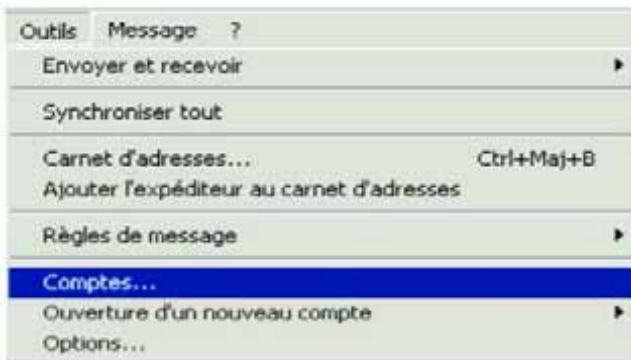 Outils Message ?
Envoyer et recevoir
Synchroniser tout
Carnet d'adresses... Ctrl+Maj+B
Ajouter l'expéditeur au carnet d'adresses
Règles de message
Comptes...
Ouverture d'un nouveau compte
Options...